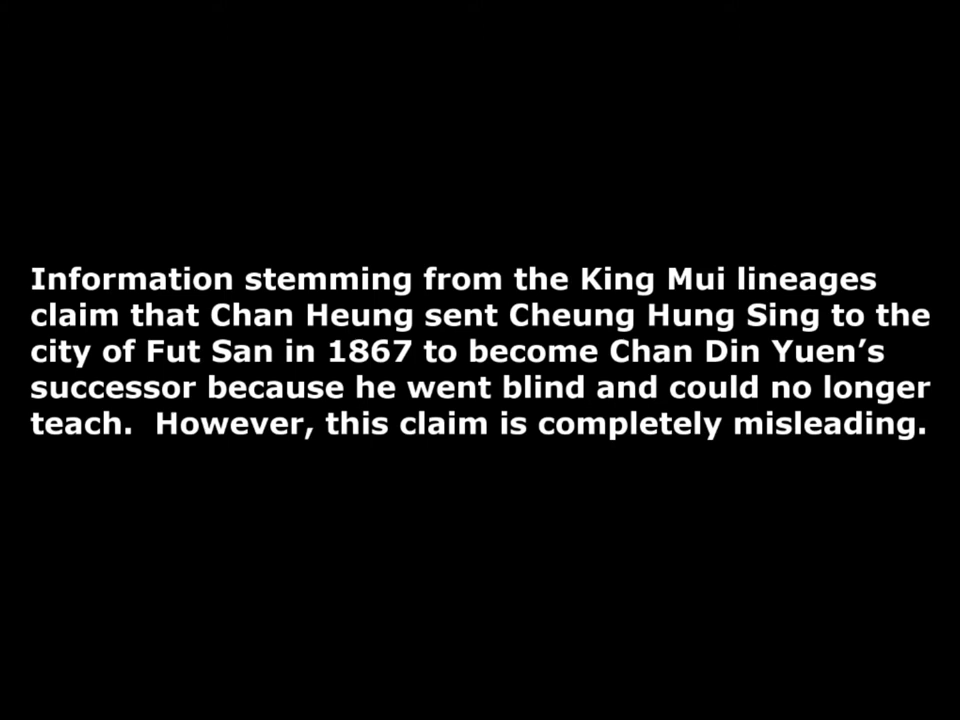 Information stemming from the King Mui lineages
claim that Chan Heung sent Cheung Hung Sing to the
city of Fut San in 1867 to become Chan Din Yuen’s
successor because he went blind and could no longer
teach.  However, this claim is completely misleading.